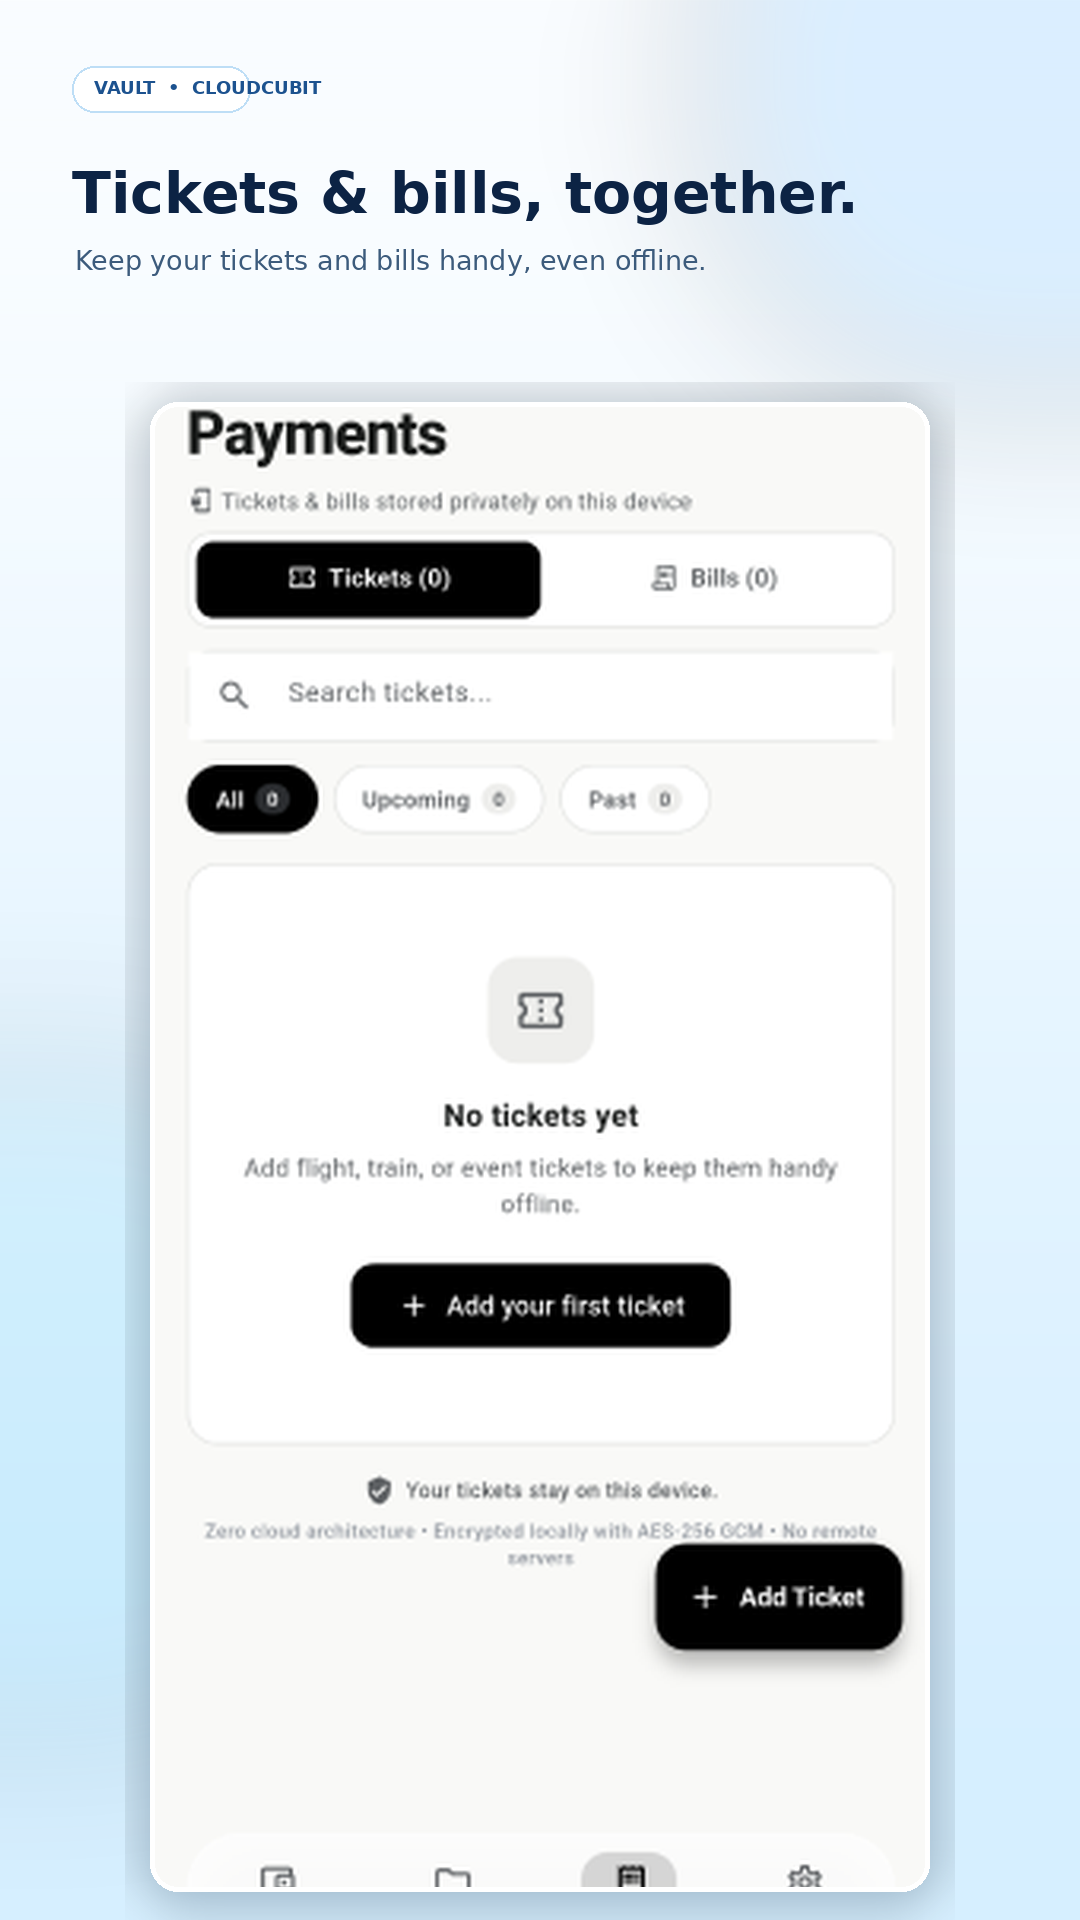 VAULT • CLOUDCUBIT
Tickets & bills, together.
Keep your tickets and bills handy, even offline.
Payments
Tickets & bills stored privately on this device
Tickets (0)
Bills (0)
Search tickets...
All 0
Upcoming 0
Past 0
No tickets yet
Add flight, train, or event tickets to keep them handy
offline.
+ Add your first ticket
Your tickets stay on this device.
Zero cloud architecture • Encrypted locally with AES-256 GCM • No remote
servers
+ Add Ticket